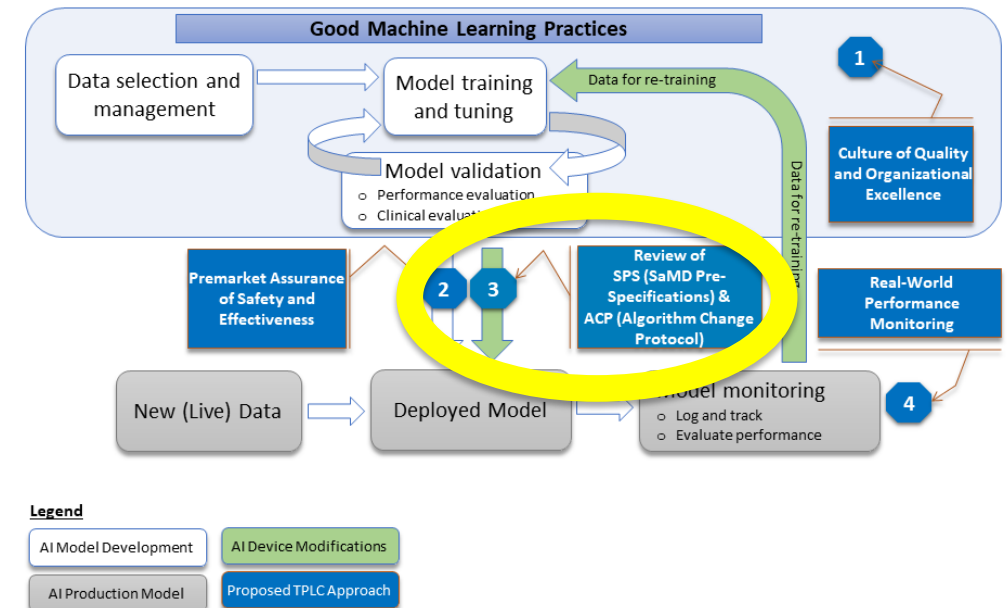 Good Machine Learning Practices
Data selection and
management
Model training
and tuning
Data for re-training
1
Culture of Quality
and Organizational
Excellence
Model validation
o Performance evaluation
o Clinical
Data for re-training
Premarket Assurance
of Safety and
Effectiveness
2
3
Review of
SPS (SaMD Pre-
Specifications) &
ACP (Algorithm Change
Protocol)
Real-World
Performance
Monitoring
New (Live) Data
Deployed Model
Model monitoring
o Log and track
o Evaluate performance
4
Legend
AI Model Development
AI Device Modifications
AI Production Model
Proposed TPLC Approach